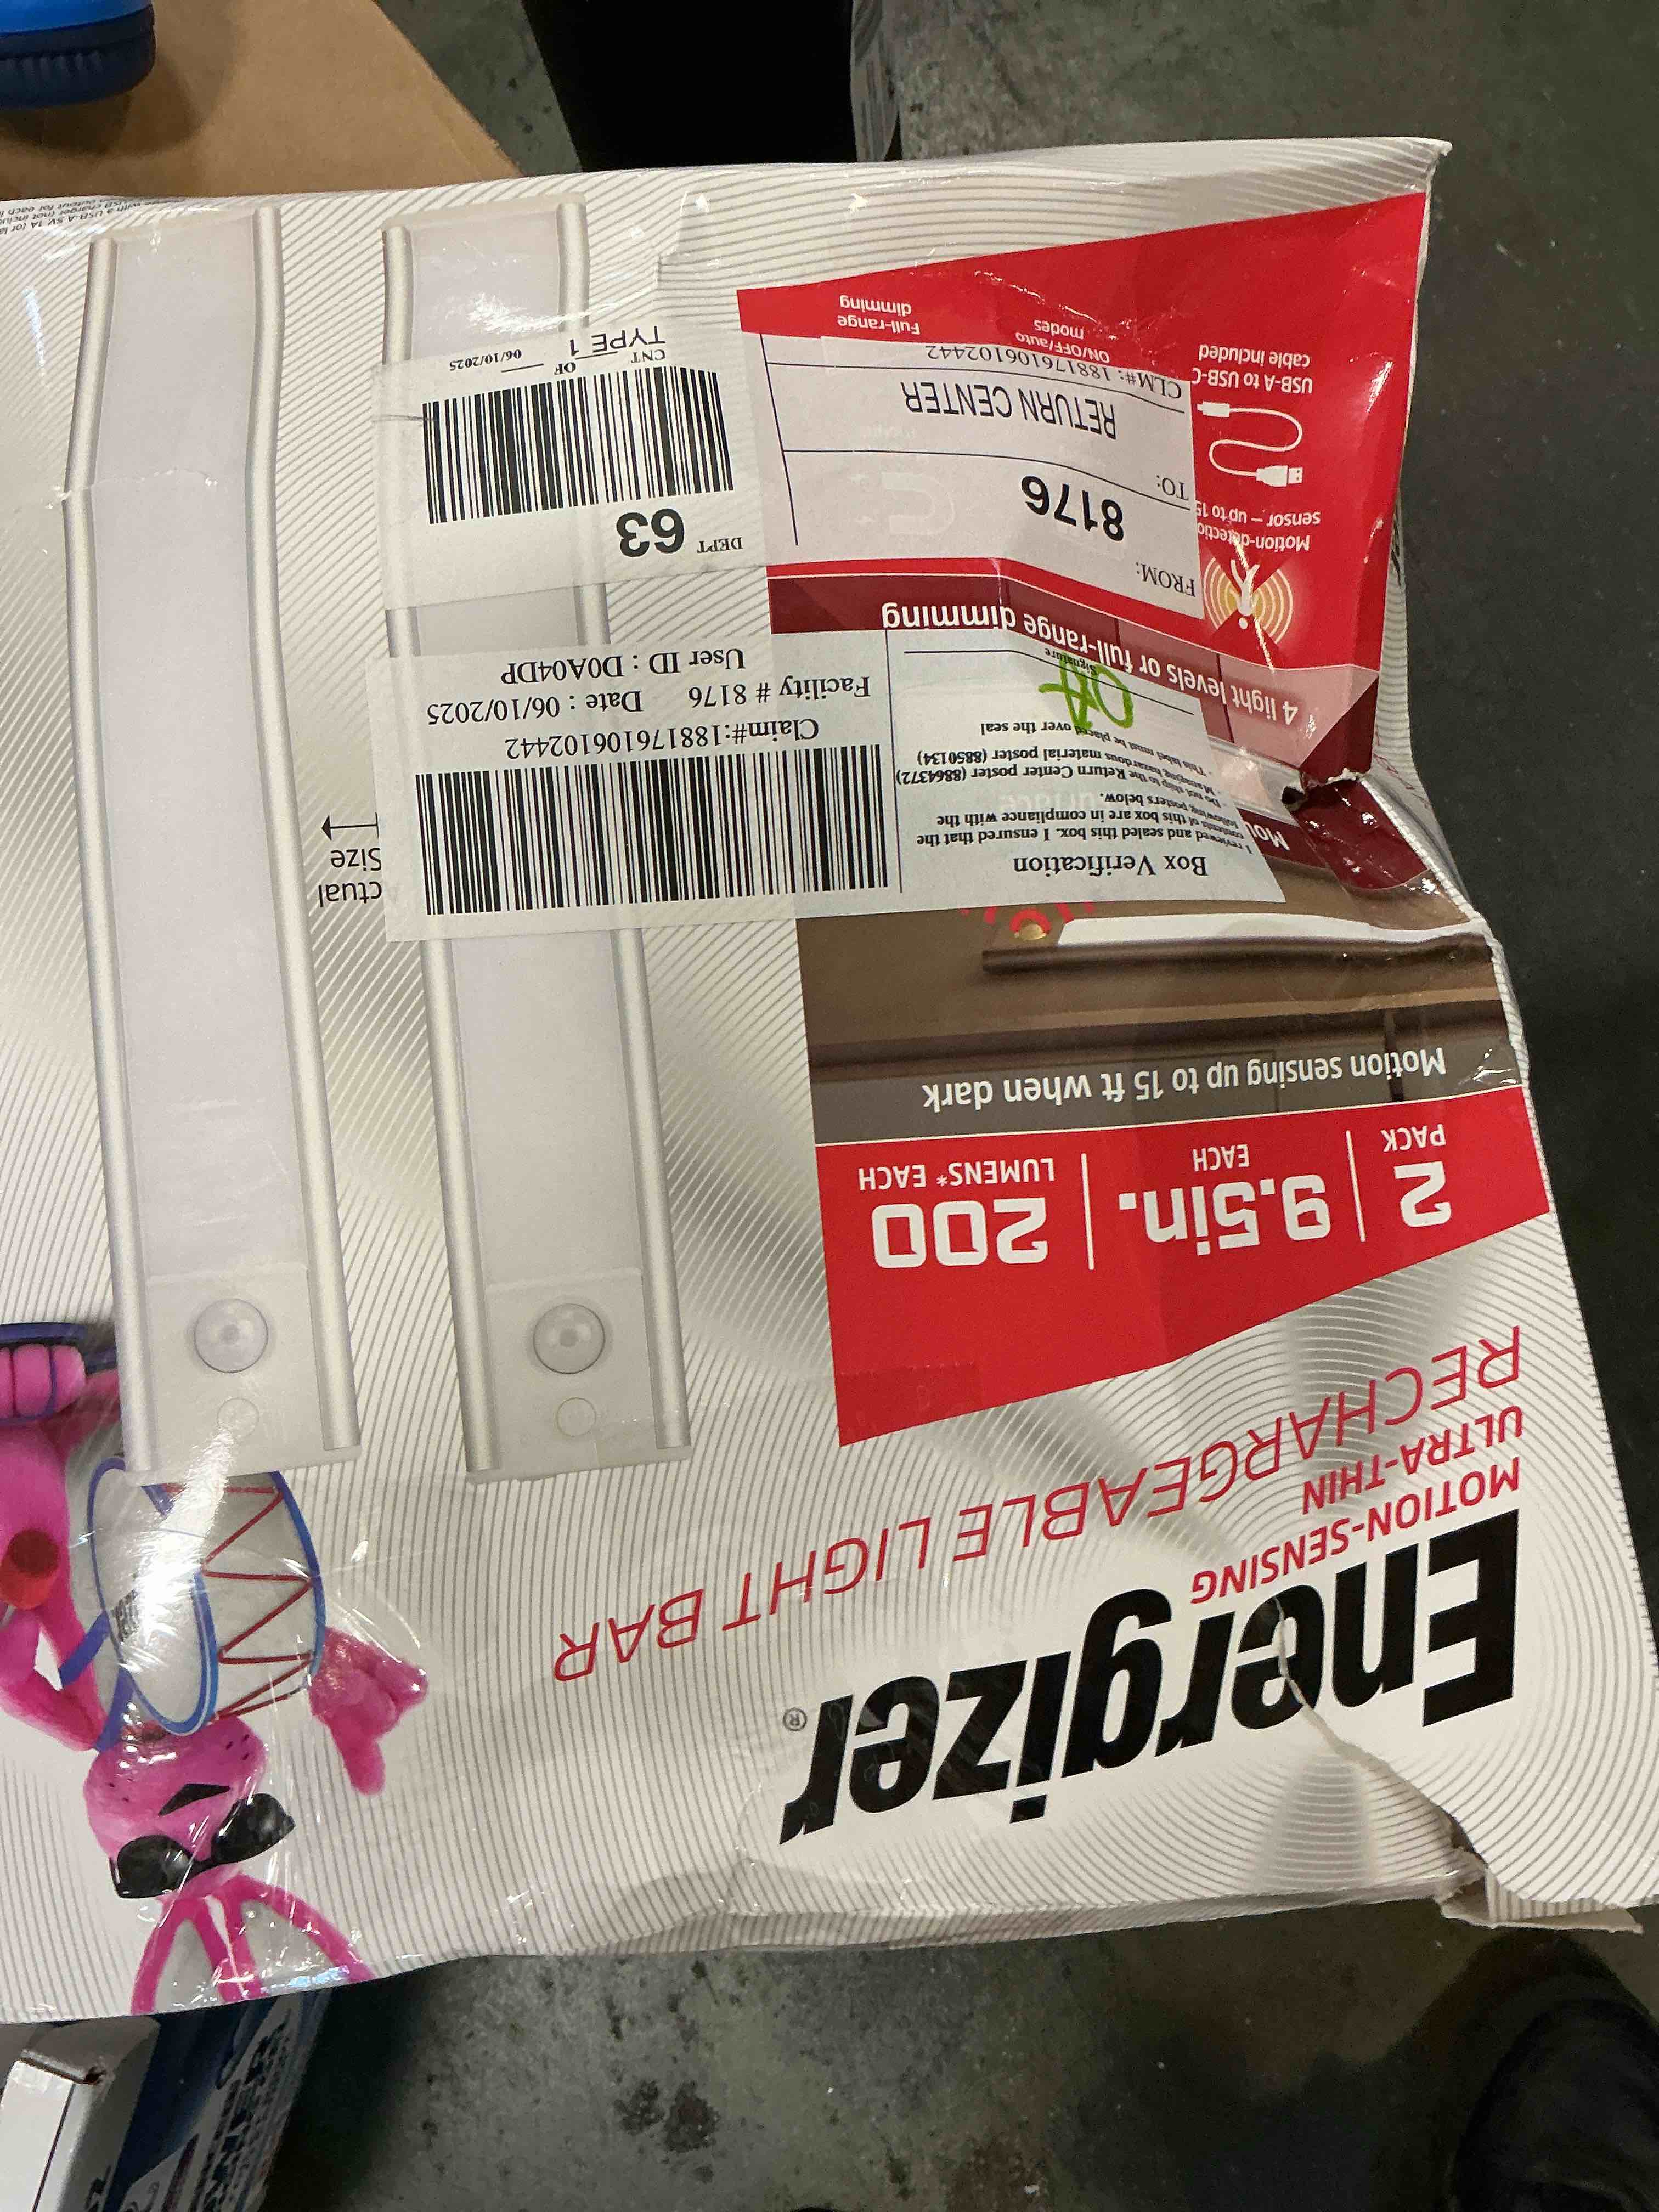 Energizer®
MOTION-SENSING
ULTRA-THIN
RECHARGEABLE LIGHT BAR
2
PACK
9.5in.
EACH
200
LUMENS* EACH
Motion sensing up to 15 ft when dark
Actual
Size
Box Verification
I reviewed and sealed this box. I ensured that the
contents of this box are in compliance with the
following posters below.
- Do not ship to the Return Center poster (8864372)
- Managing hazardous material poster (8850134)
- This label must be placed over the seal
Signature
Claim#:188176106102442
Facility # 8176 Date : 06/10/2025
User ID : D0A04DP
4 light levels or full-range dimming
FROM:
8176
TO:
RETURN CENTER
CLM#: 188176106102442
DEPT 63
CNT OF 06/10/2025
TYPE 1
Motion-detection
sensor – up to 15
USB-A to USB-C
cable included
ON/OFF/auto
modes
Full-range
dimming